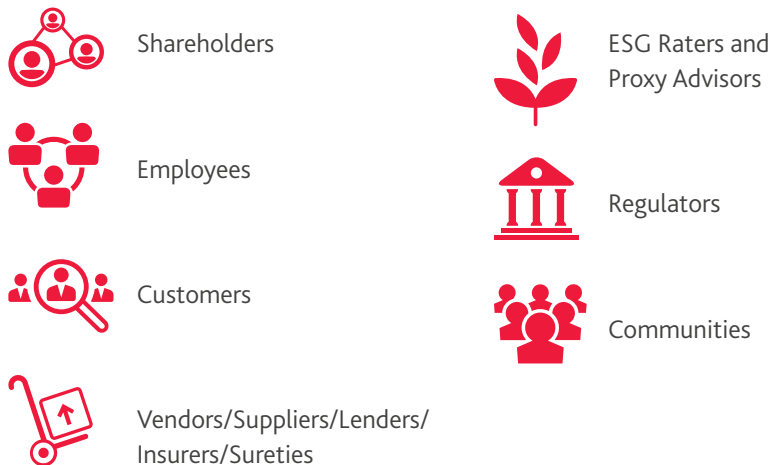 Shareholders
Employees
Customers
Vendors/Suppliers/Lenders/
Insurers/Sureties
ESG Raters and
Proxy Advisors
Regulators
Communities